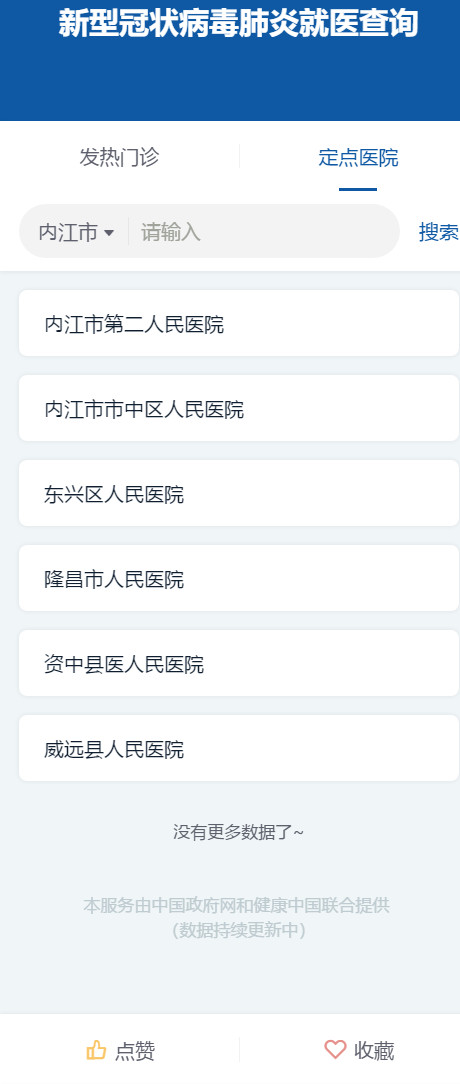 新型冠状病毒肺炎就医查询
发热门诊
定点医院
内江市
请输入
搜索
内江市第二人民医院
内江市市中区人民医院
东兴区人民医院
隆昌市人民医院
资中县医人民医院
威远县人民医院
没有更多数据了~
本服务由中国政府网和健康中国联合提供
（数据持续更新中）
点赞
收藏